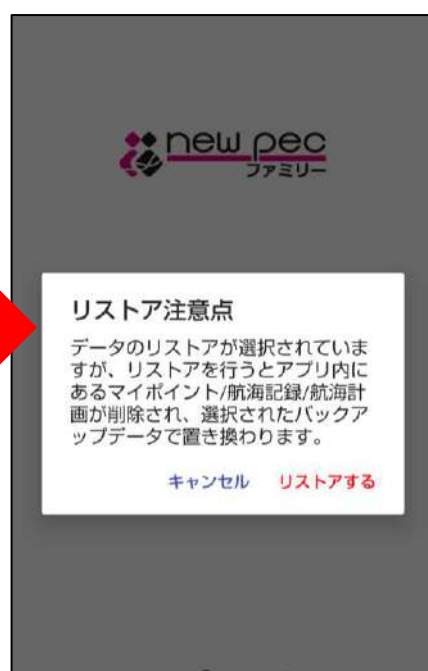 new pec
ファミリー
リストア注意点
データのリストアが選択されていま
すが、リストアを行うとアプリ内に
あるマイポイント/航海記録/航海計
画が削除され、選択されたバックア
ップデータで置き換わります。
キャンセル リストアする